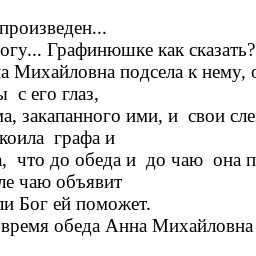 произведен...
огу... Графинюшке как сказать?
а Михайловна подсела к нему, о
ы с его глаз,
ма, закапанного ими, и свои сле
коила графа и
, что до обеда и до чаю она п
ле чаю объявит
ли Бог ей поможет.
время обеда Анна Михайловна